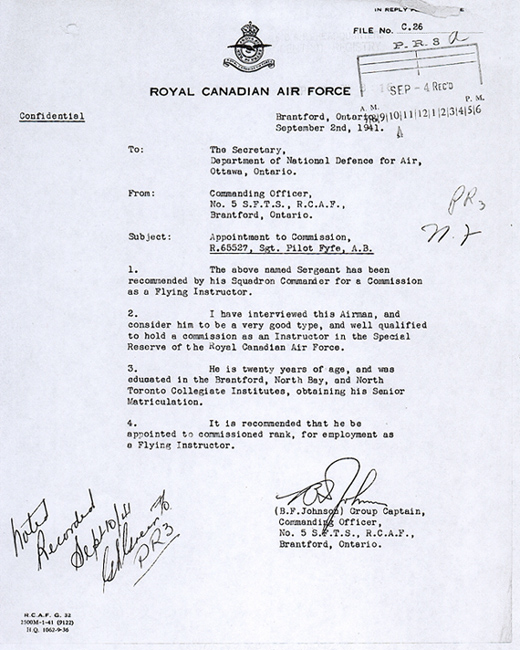 IN REPLY
FILE No. C.26
P.R.3 a
SEP - 4 REC'D
ROYAL CANADIAN AIR FORCE
A. M. P. M.
9|10|11|12|1|2|3|4|5|6
Confidential
Brantford, Ontario,
September 2nd, 1941.
To: The Secretary,
Department of National Defence for Air,
Ottawa, Ontario.
From: Commanding Officer,
No. 5 S.F.T.S., R.C.A.F.,
Brantford, Ontario.
PR3
Subject: Appointment to Commission,
R.65527, Sgt. Pilot Fyfe, A.B.
1. The above named Sergeant has been
recommended by his Squadron Commander for a Commission
as a Flying Instructor.
2. I have interviewed this Airman, and
consider him to be a very good type, and well qualified
to hold a commission as an Instructor in the Special
Reserve of the Royal Canadian Air Force.
3. He is twenty years of age, and was
educated in the Brantford, North Bay, and North
Toronto Collegiate Institutes, obtaining his Senior
Matriculation.
4. It is recommended that he be
appointed to commissioned rank, for employment as
a Flying Instructor.
(B.F.Johnson) Group Captain,
Commanding Officer,
No. 5 S.F.T.S., R.C.A.F.,
Brantford, Ontario.
Noted
Recorded
Sept 10/41
PR3
R.C.A.F. G. 32
2500M-1-41 (9122)
H.Q. 1062-9-36